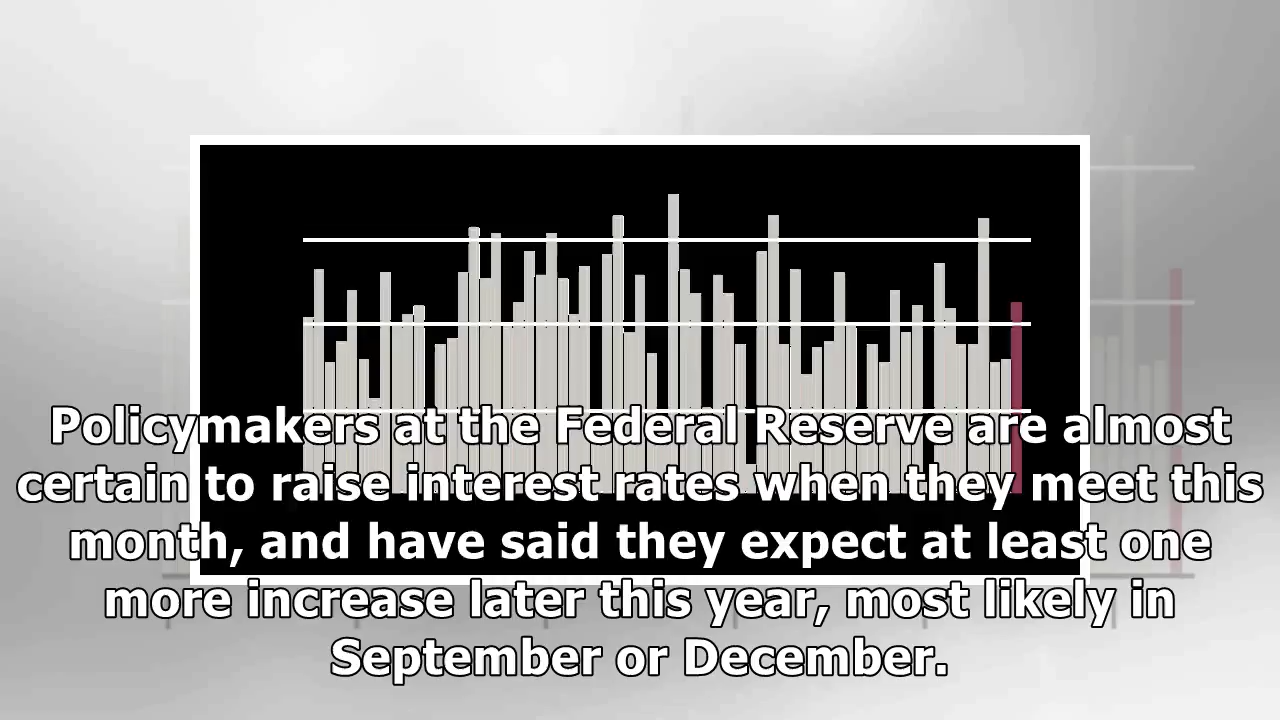 Policymakers at the Federal Reserve are almost
certain to raise interest rates when they meet this
month, and have said they expect at least one
more increase later this year, most likely in
September or December.